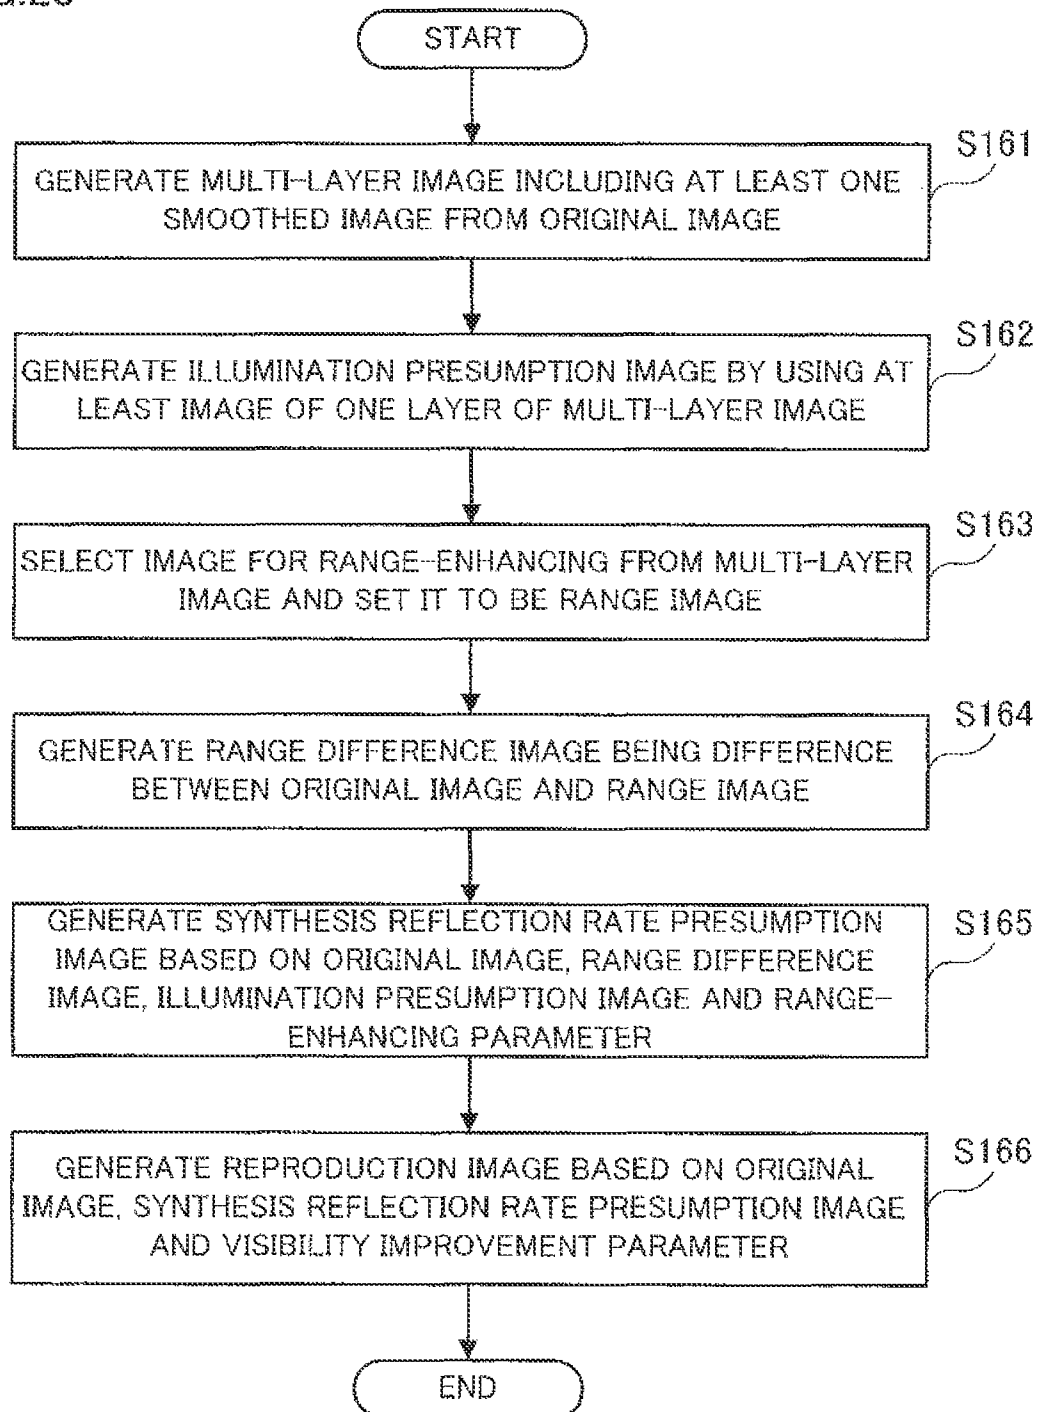 START
S161
GENERATE MULTI-LAYER IMAGE INCLUDING AT LEAST ONE
SMOOTHED IMAGE FROM ORIGINAL IMAGE
S162
GENERATE ILLUMINATION PRESUMPTION IMAGE BY USING AT
LEAST IMAGE OF ONE LAYER OF MULTI-LAYER IMAGE
S163
SELECT IMAGE FOR RANGE-ENHANCING FROM MULTI-LAYER
IMAGE AND SET IT TO BE RANGE IMAGE
S164
GENERATE RANGE DIFFERENCE IMAGE BEING DIFFERENCE
BETWEEN ORIGINAL IMAGE AND RANGE IMAGE
S165
GENERATE SYNTHESIS REFLECTION RATE PRESUMPTION
IMAGE BASED ON ORIGINAL IMAGE, RANGE DIFFERENCE
IMAGE, ILLUMINATION PRESUMPTION IMAGE AND RANGE-
ENHANCING PARAMETER
S166
GENERATE REPRODUCTION IMAGE BASED ON ORIGINAL
IMAGE, SYNTHESIS REFLECTION RATE PRESUMPTION IMAGE
AND VISIBILITY IMPROVEMENT PARAMETER
END